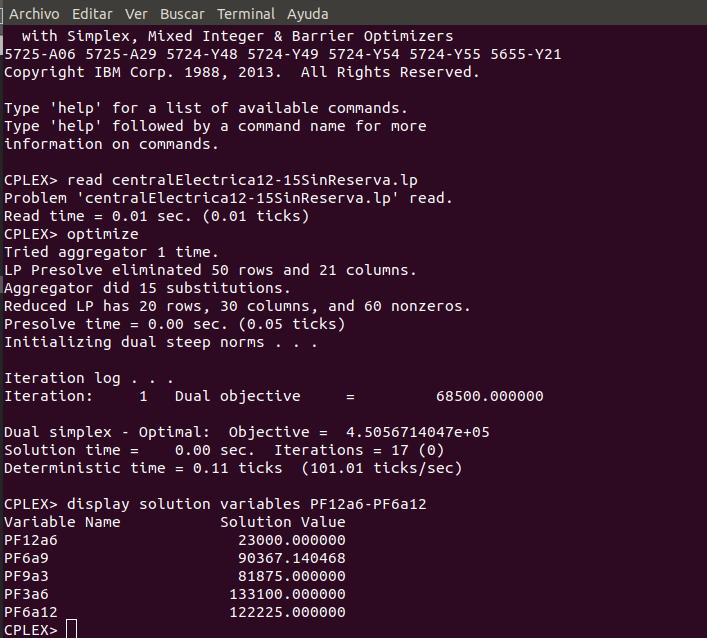 Archivo Editar Ver Buscar Terminal Ayuda
with Simplex, Mixed Integer & Barrier Optimizers
5725-A06 5725-A29 5724-Y48 5724-Y49 5724-Y54 5724-Y55 5655-Y21
Copyright IBM Corp. 1988, 2013.  All Rights Reserved.
Type 'help' for a list of available commands.
Type 'help' followed by a command name for more
information on commands.
CPLEX> read centralElectrica12-15SinReserva.lp
Problem 'centralElectrica12-15SinReserva.lp' read.
Read time = 0.01 sec. (0.01 ticks)
CPLEX> optimize
Tried aggregator 1 time.
LP Presolve eliminated 50 rows and 21 columns.
Aggregator did 15 substitutions.
Reduced LP has 20 rows, 30 columns, and 60 nonzeros.
Presolve time = 0.00 sec. (0.05 ticks)
Initializing dual steep norms . . .
Iteration log . . .
Iteration:     1   Dual objective     =         68500.000000
Dual simplex - Optimal:  Objective =  4.5056714047e+05
Solution time =    0.00 sec.  Iterations = 17 (0)
Deterministic time = 0.11 ticks  (101.01 ticks/sec)
CPLEX> display solution variables PF12a6-PF6a12
Variable Name           Solution Value
PF12a6                    23000.000000
PF6a9                     90367.140468
PF9a3                     81875.000000
PF3a6                    133100.000000
PF6a12                   122225.000000
CPLEX>